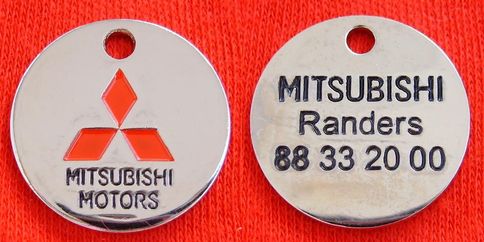 MITSUBISHI
MOTORS
MITSUBISHI
Randers
88 33 20 00